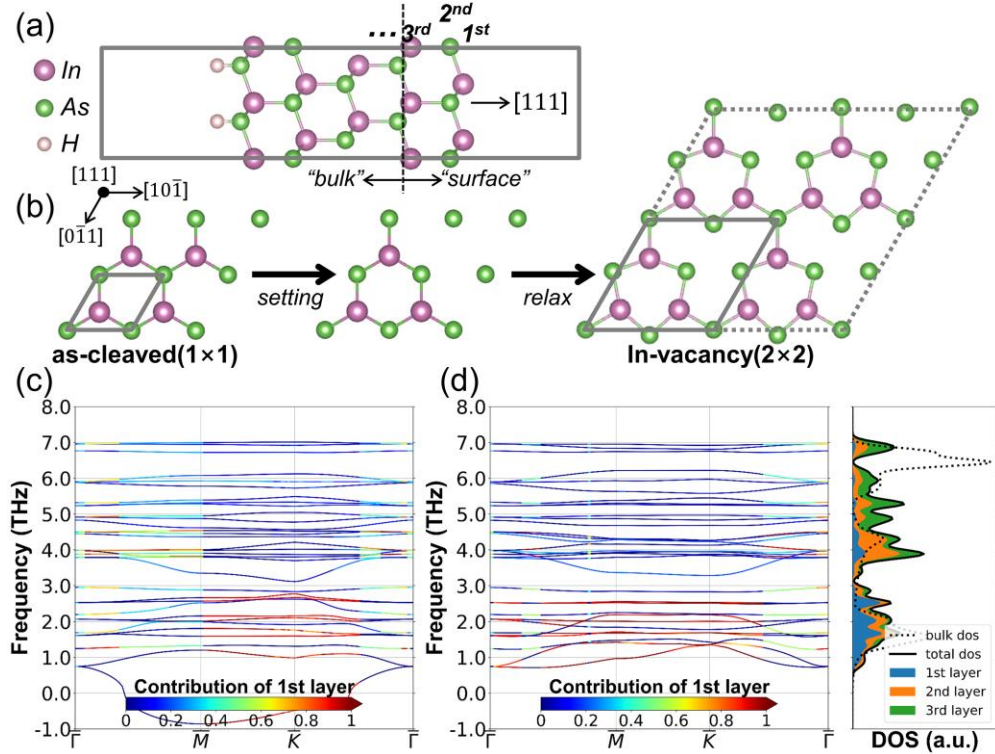 (a)
... 3rd 2nd 1st
In
As
H
[111]
"bulk" "surface"
(b)
[111]
[101̄]
[01̄1]
setting
relax
as-cleaved(1×1)
In-vacancy(2×2)
(c)
8.0
7.0
6.0
5.0
4.0
3.0
2.0
1.0
0.0
-1.0
Frequency (THz)
Contribution of 1st layer
0 0.2 0.4 0.6 0.8 1
Γ̅ M̅ K̅ Γ̅
(d)
8.0
7.0
6.0
5.0
4.0
3.0
2.0
1.0
0.0
-1.0
Frequency (THz)
Contribution of 1st layer
0 0.2 0.4 0.6 0.8 1
Γ̅ M̅ K̅ Γ̅
bulk dos
total dos
1st layer
2nd layer
3rd layer
DOS (a.u.)